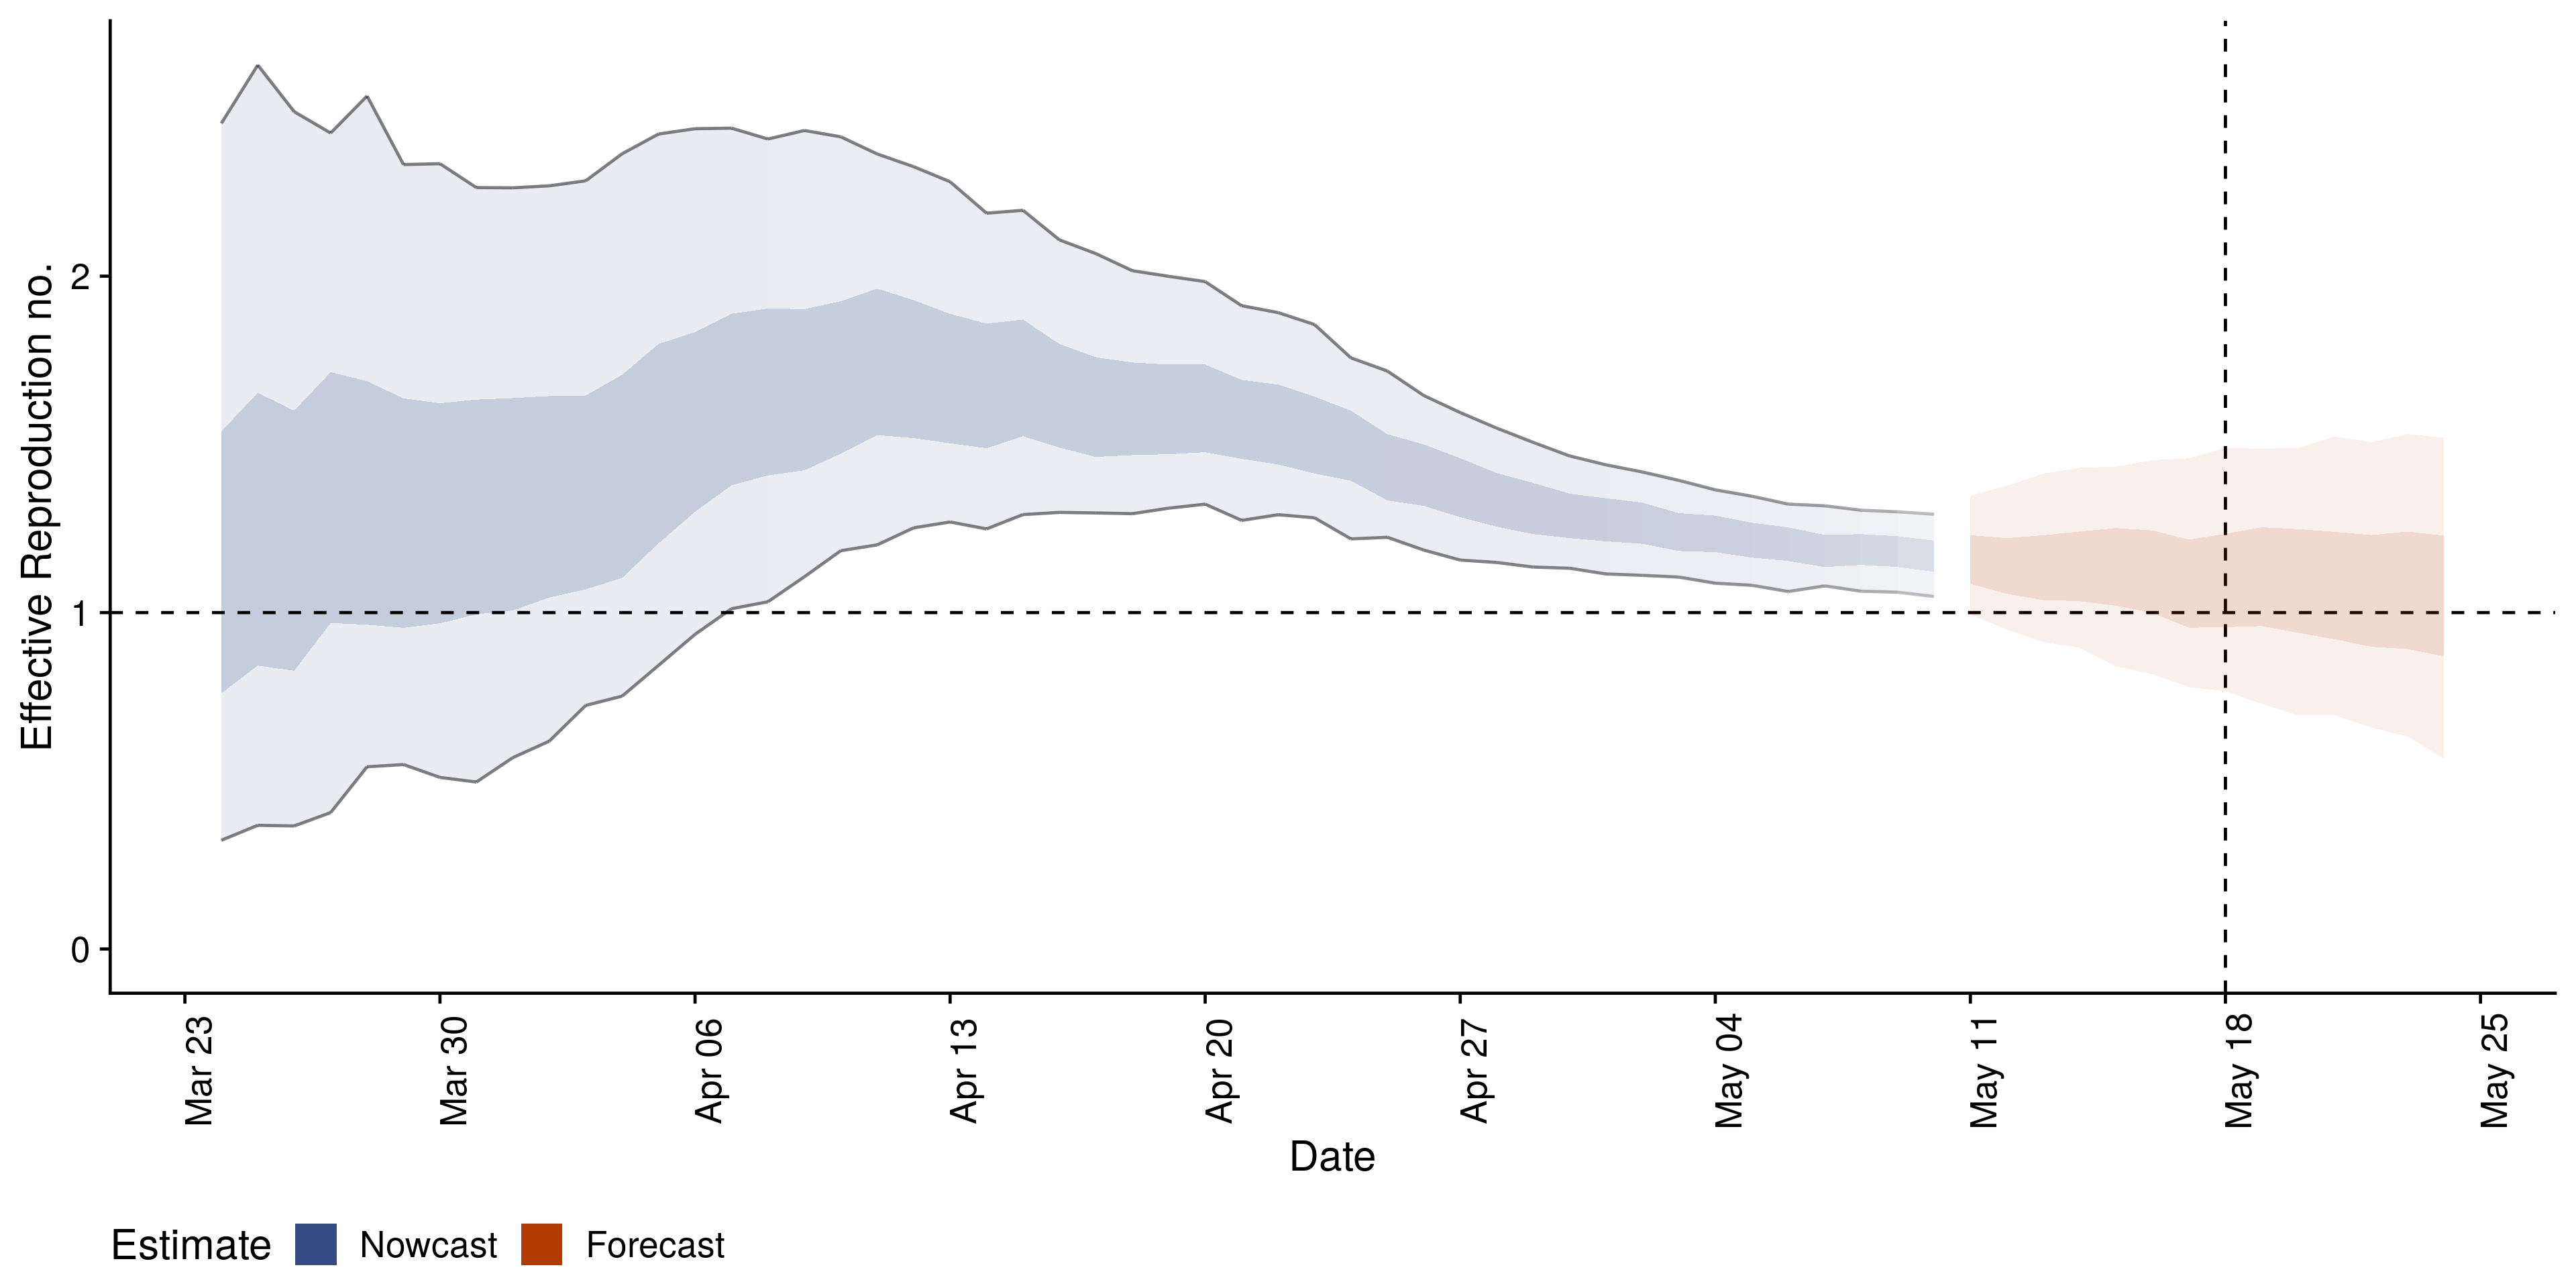 Effective Reproduction no.
2
1
0
Mar 23
Mar 30
Apr 06
Apr 13
Apr 20
Apr 27
May 04
May 11
May 18
May 25
Date
Estimate Nowcast Forecast